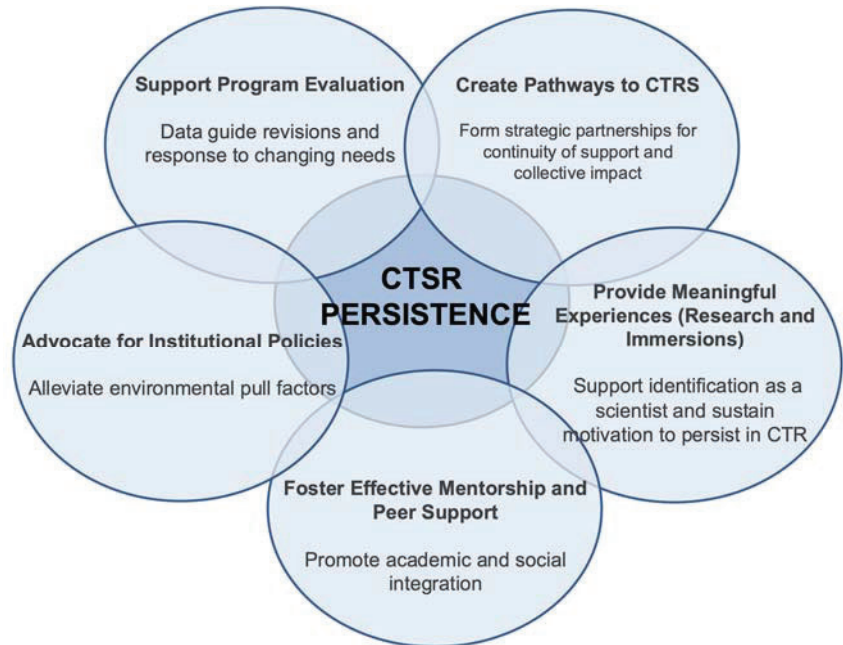 Support Program Evaluation
Data guide revisions and
response to changing needs
Create Pathways to CTRS
Form strategic partnerships for
continuity of support and
collective impact
CTSR
PERSISTENCE
Provide Meaningful
Experiences (Research and
Immersions)
Support identification as a
scientist and sustain
motivation to persist in CTR
Advocate for Institutional Policies
Alleviate environmental pull factors
Foster Effective Mentorship and
Peer Support
Promote academic and social
integration